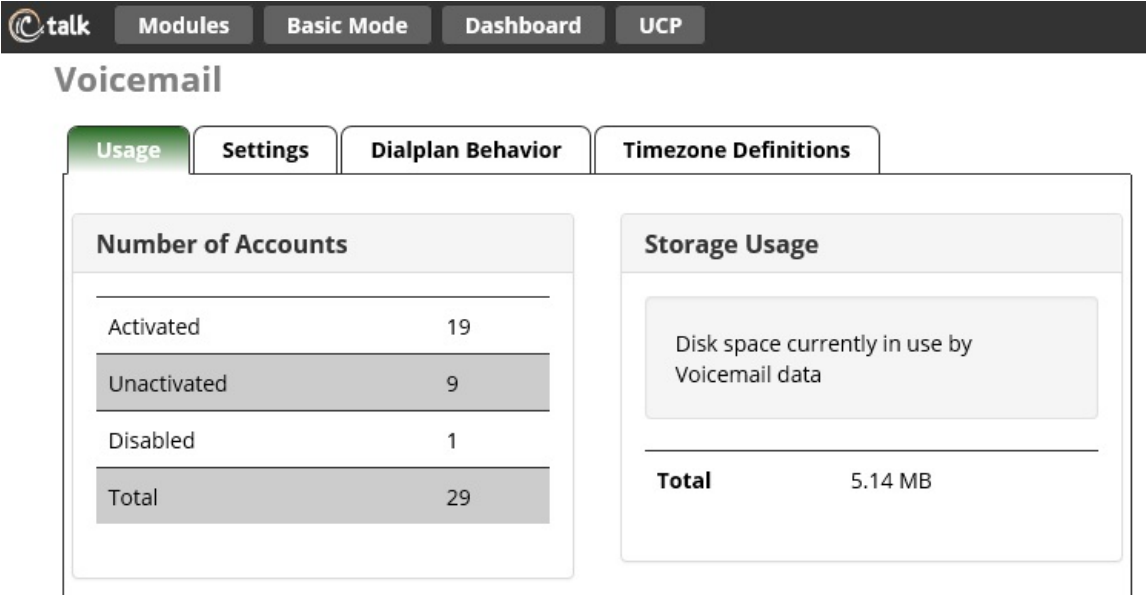 iC talk Modules Basic Mode Dashboard UCP
Voicemail
Usage Settings Dialplan Behavior Timezone Definitions
Number of Accounts
Activated 19
Unactivated 9
Disabled 1
Total 29
Storage Usage
Disk space currently in use by
Voicemail data
Total 5.14 MB